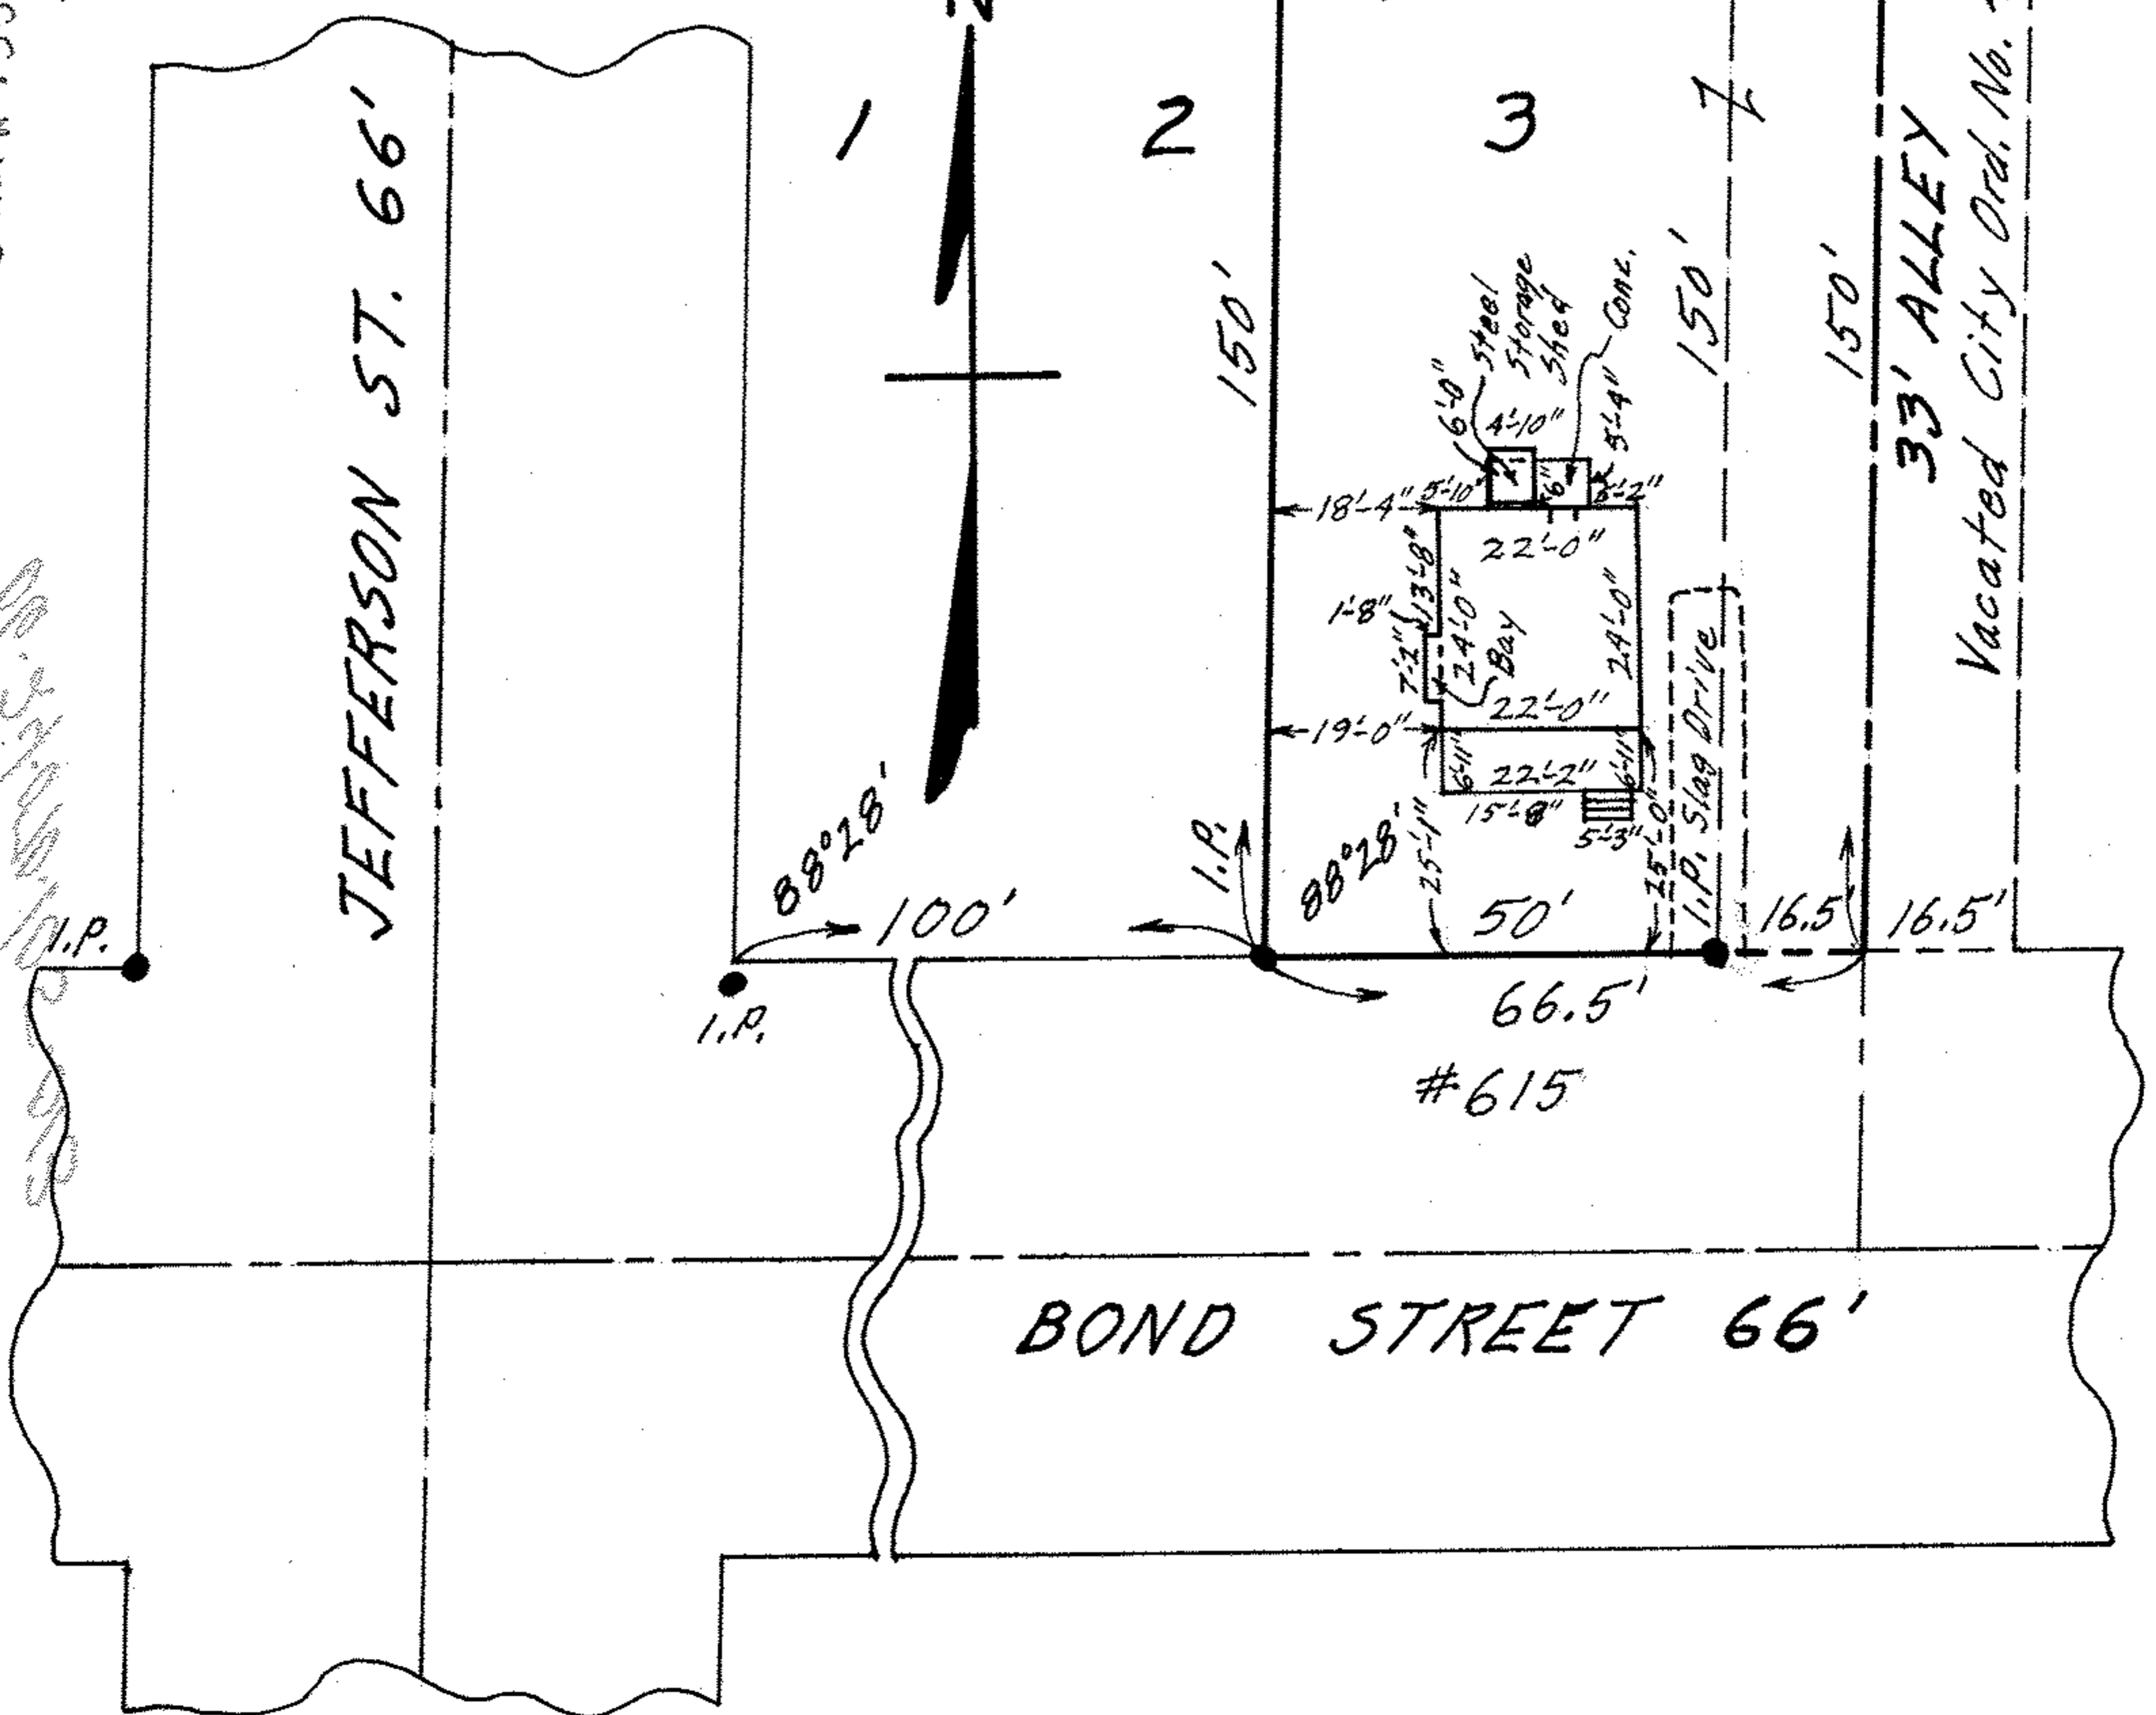 1
2
3
JEFFERSON ST. 66'
150'
150'
150'
33' ALLEY
Vacated City Ord. No.
Steel
Storage
Shed
Conc.
6'-0"
4'-10"
5'-4"
18'-4"
5'-10"
6"
22'-0"
13'-8"
1'-8"
7'-2"
24'-0"
Bay
24'-0"
22'-0"
19'-0"
6'-11"
22'-2"
6'-11"
15'-8"
5'-3"
25'-1"
25'-0"
Slag Drive
I.P.
88°28'
88°28'
I.P.
I.P.
100'
50'
16.5'
16.5'
I.P.
66.5'
#615
BOND STREET 66'